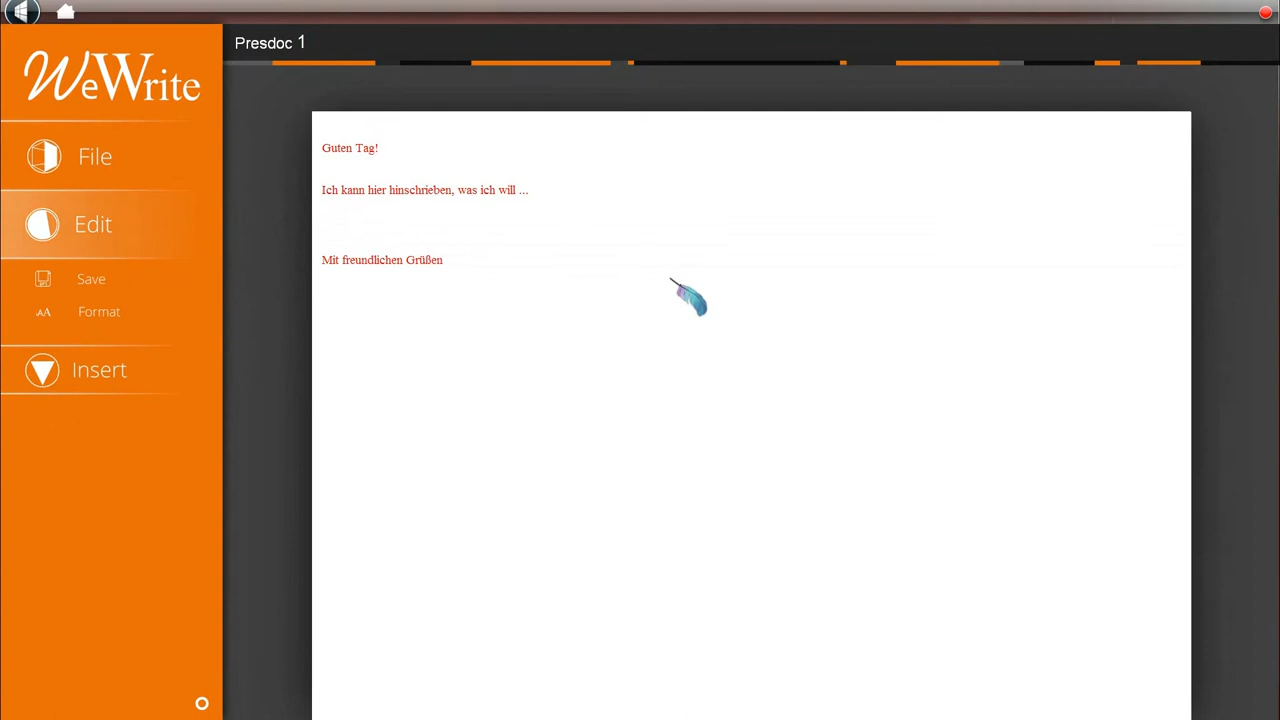 Presdoc 1
WeWrite
File
Edit
Save
Format
Insert
Guten Tag!
Ich kann hier hinschrieben, was ich will ...
Mit freundlichen Grüßen